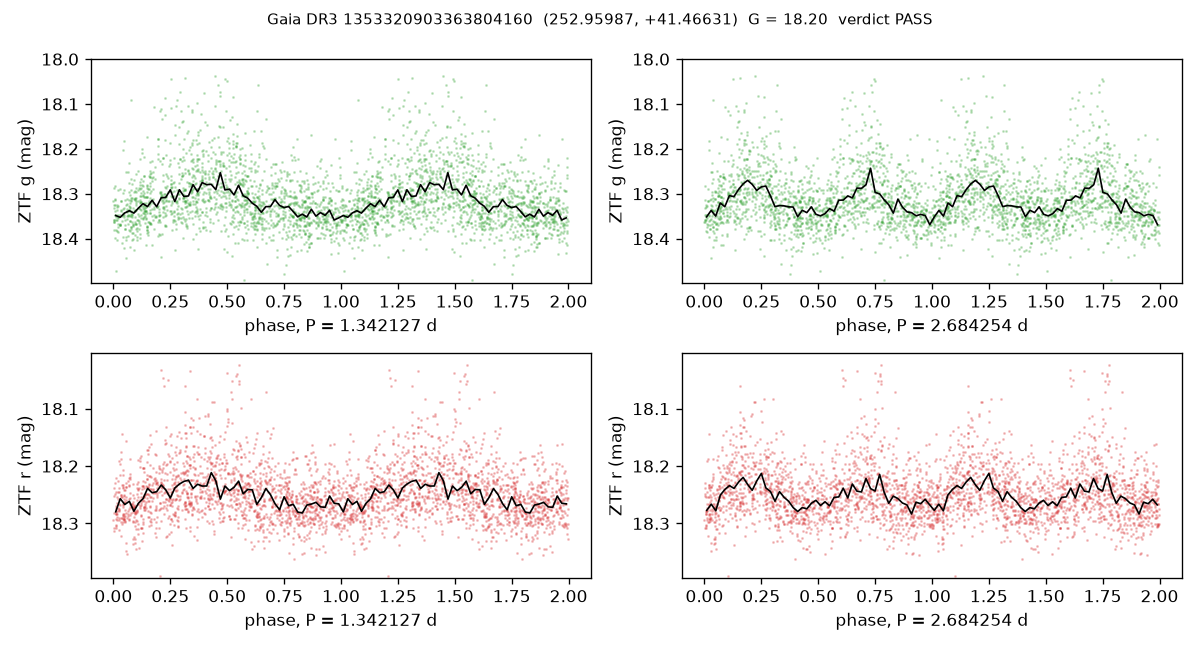 Gaia DR3 1353320903363804160 (252.95987, +41.46631) G = 18.20 verdict PASS
18.0
18.1
18.2
18.3
18.4
ZTF g (mag)
0.00 0.25 0.50 0.75 1.00 1.25 1.50 1.75 2.00
phase, P = 1.342127 d
18.0
18.1
18.2
18.3
18.4
ZTF g (mag)
0.00 0.25 0.50 0.75 1.00 1.25 1.50 1.75 2.00
phase, P = 2.684254 d
18.1
18.2
18.3
ZTF r (mag)
0.00 0.25 0.50 0.75 1.00 1.25 1.50 1.75 2.00
phase, P = 1.342127 d
18.1
18.2
18.3
ZTF r (mag)
0.00 0.25 0.50 0.75 1.00 1.25 1.50 1.75 2.00
phase, P = 2.684254 d